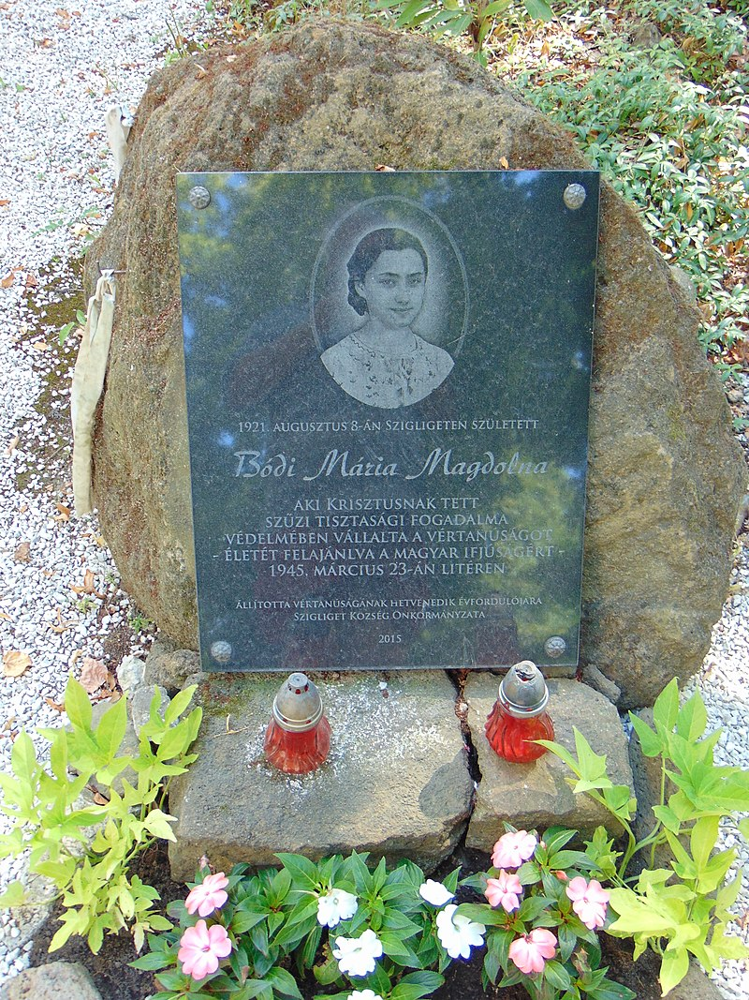 1921. AUGUSZTUS 8-ÁN SZIGLIGETEN SZÜLETETT
Bódi Mária Magdolna
AKI KRISZTUSNAK TETT
SZŰZI TISZTASÁGI FOGADALMA
VÉDELMÉBEN VÁLLALTA A VÉRTANÚSÁGOT
- ÉLETÉT FELAJÁNLVA A MAGYAR IFJÚSÁGÉRT -
1945. MÁRCIUS 23-ÁN LITÉREN
ÁLLÍTOTTA VÉRTANÚSÁGÁNAK HETVENEDIK ÉVFORDULÓJÁRA
SZIGLIGET KÖZSÉG ÖNKORMÁNYZATA
2015